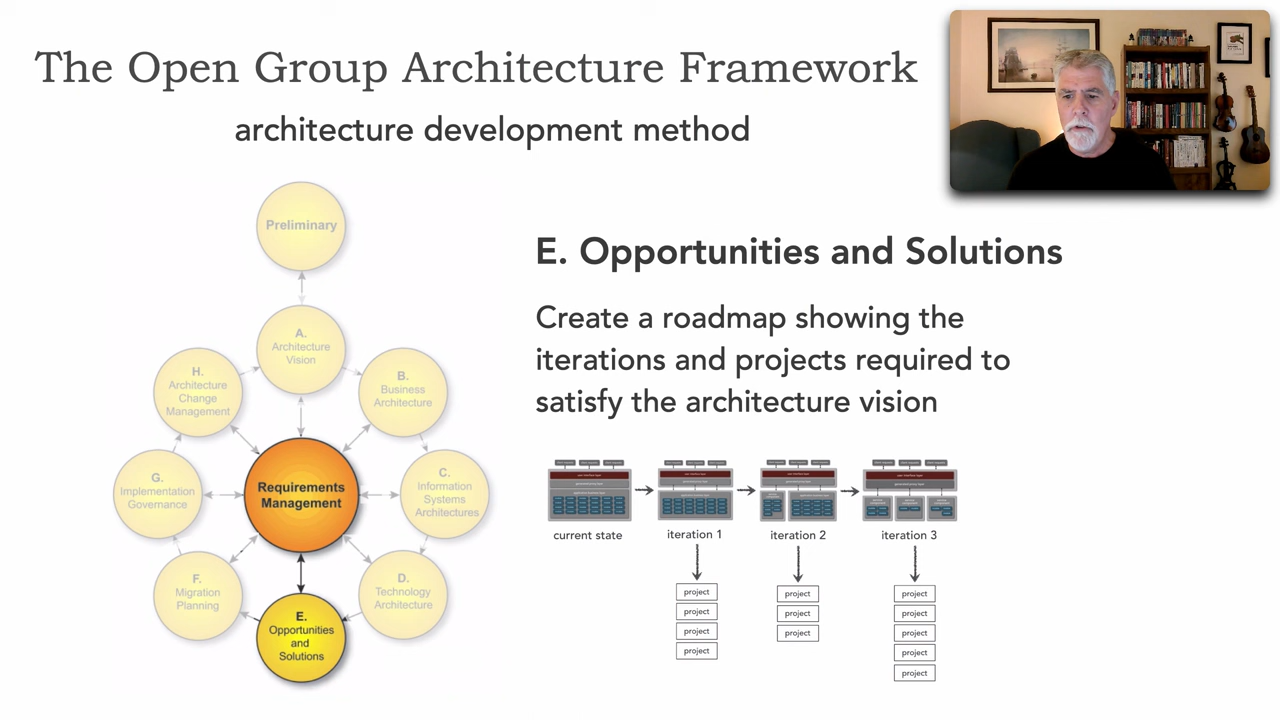 The Open Group Architecture Framework
architecture development method
Preliminary
A.
Architecture
Vision
H.
Architecture
Change
Management
B.
Business
Architecture
G.
Implementation
Governance
Requirements
Management
C.
Information
Systems
Architectures
F.
Migration
Planning
D.
Technology
Architecture
E.
Opportunities
and
Solutions
E. Opportunities and Solutions
Create a roadmap showing the
iterations and projects required to
satisfy the architecture vision
current state
iteration 1
iteration 2
iteration 3
project
project
project
project
project
project
project
project
project
project
project
project